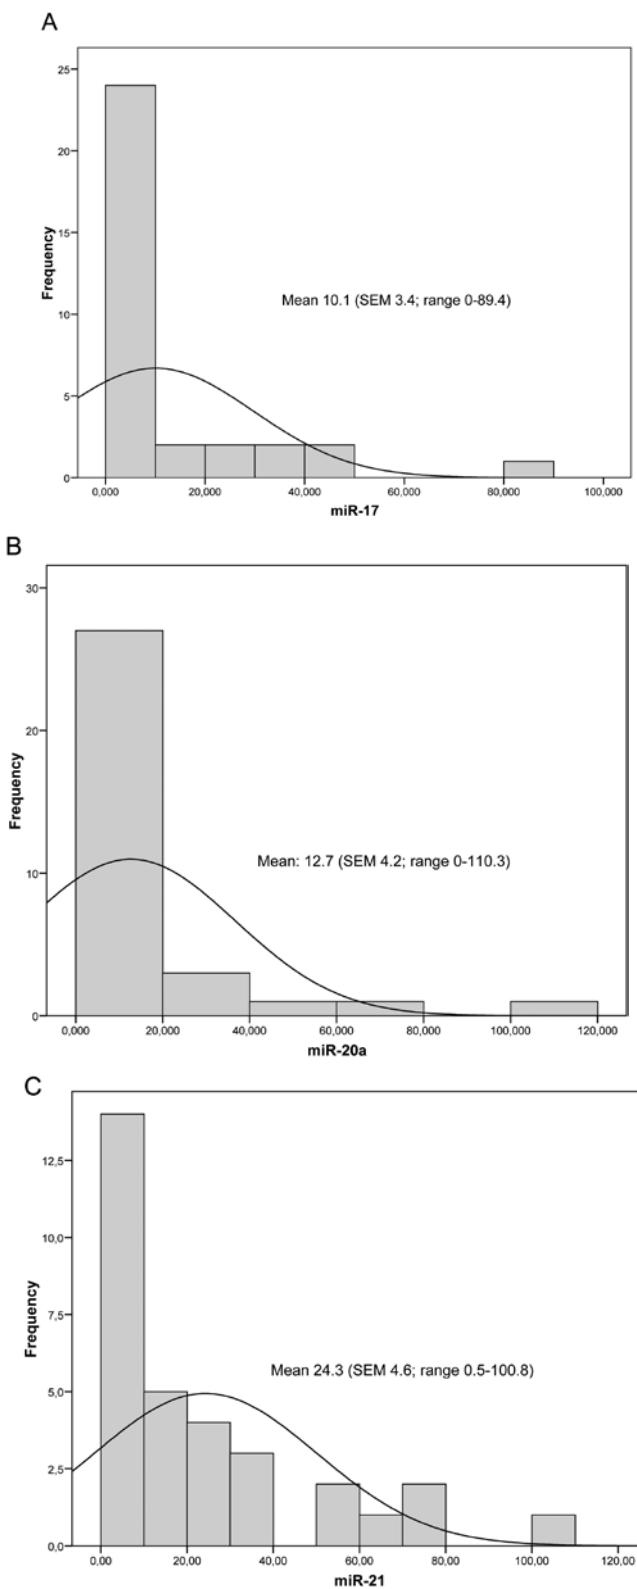 A
Frequency
25
20
15
10
5
0
Mean 10.1 (SEM 3.4; range 0-89.4)
0,000 20,000 40,000 60,000 80,000 100,000
miR-17
B
Frequency
30
20
10
0
Mean: 12.7 (SEM 4.2; range 0-110.3)
0,000 20,000 40,000 60,000 80,000 100,000 120,000
miR-20a
C
Frequency
12,5
10,0
7,5
5,0
2,5
0,0
Mean 24.3 (SEM 4.6; range 0.5-100.8)
0,00 20,00 40,00 60,00 80,00 100,00 120,00
miR-21